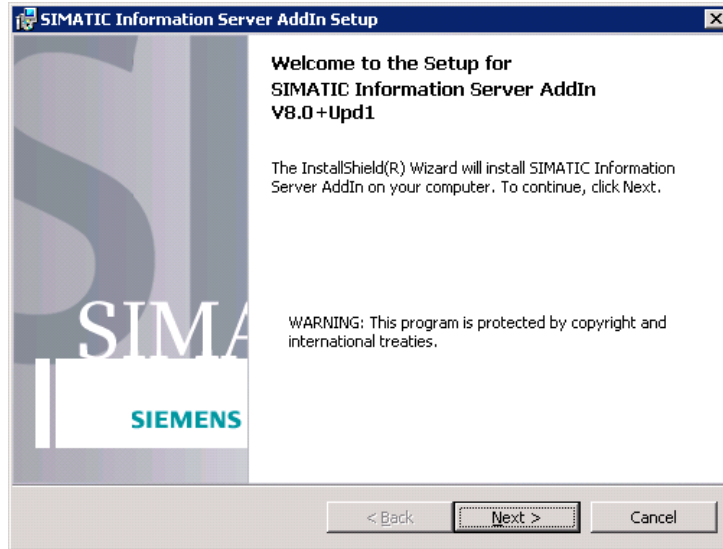 SIMATIC Information Server AddIn Setup
Welcome to the Setup for
SIMATIC Information Server AddIn
V8.0+Upd1
The InstallShield(R) Wizard will install SIMATIC Information
Server AddIn on your computer. To continue, click Next.
WARNING: This program is protected by copyright and
international treaties.
SI
SIMA
SIEMENS
< Back
Next >
Cancel